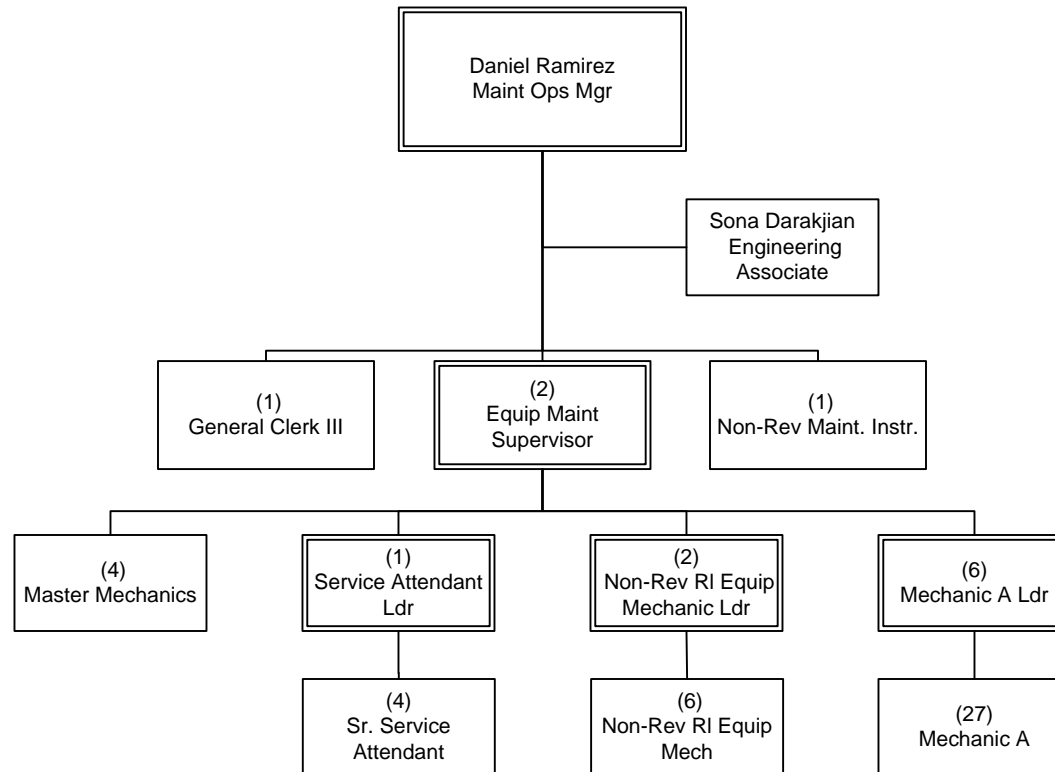 Daniel Ramirez
Maint Ops Mgr
Sona Darakjian
Engineering
Associate
(1)
General Clerk III
(2)
Equip Maint
Supervisor
(1)
Non-Rev Maint. Instr.
(4)
Master Mechanics
(1)
Service Attendant
Ldr
(2)
Non-Rev Rl Equip
Mechanic Ldr
(6)
Mechanic A Ldr
(4)
Sr. Service
Attendant
(6)
Non-Rev Rl Equip
Mech
(27)
Mechanic A